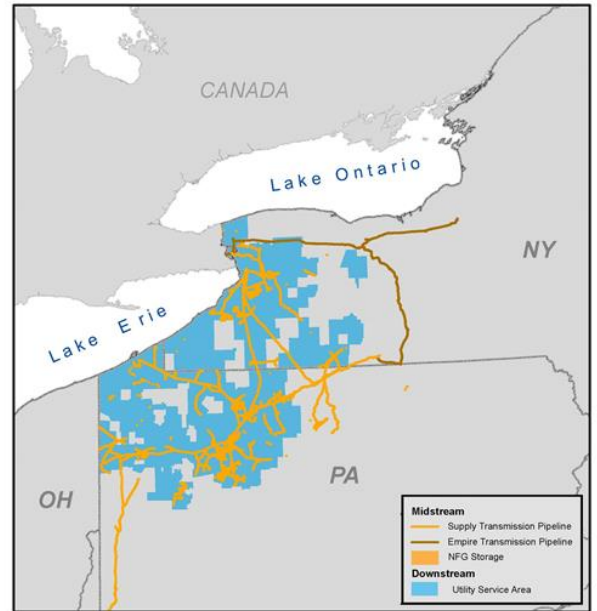 CANADA
Lake Ontario
NY
Lake Erie
PA
OH
Midstream
Supply Transmission Pipeline
Empire Transmission Pipeline
NFG Storage
Downstream
Utility Service Area